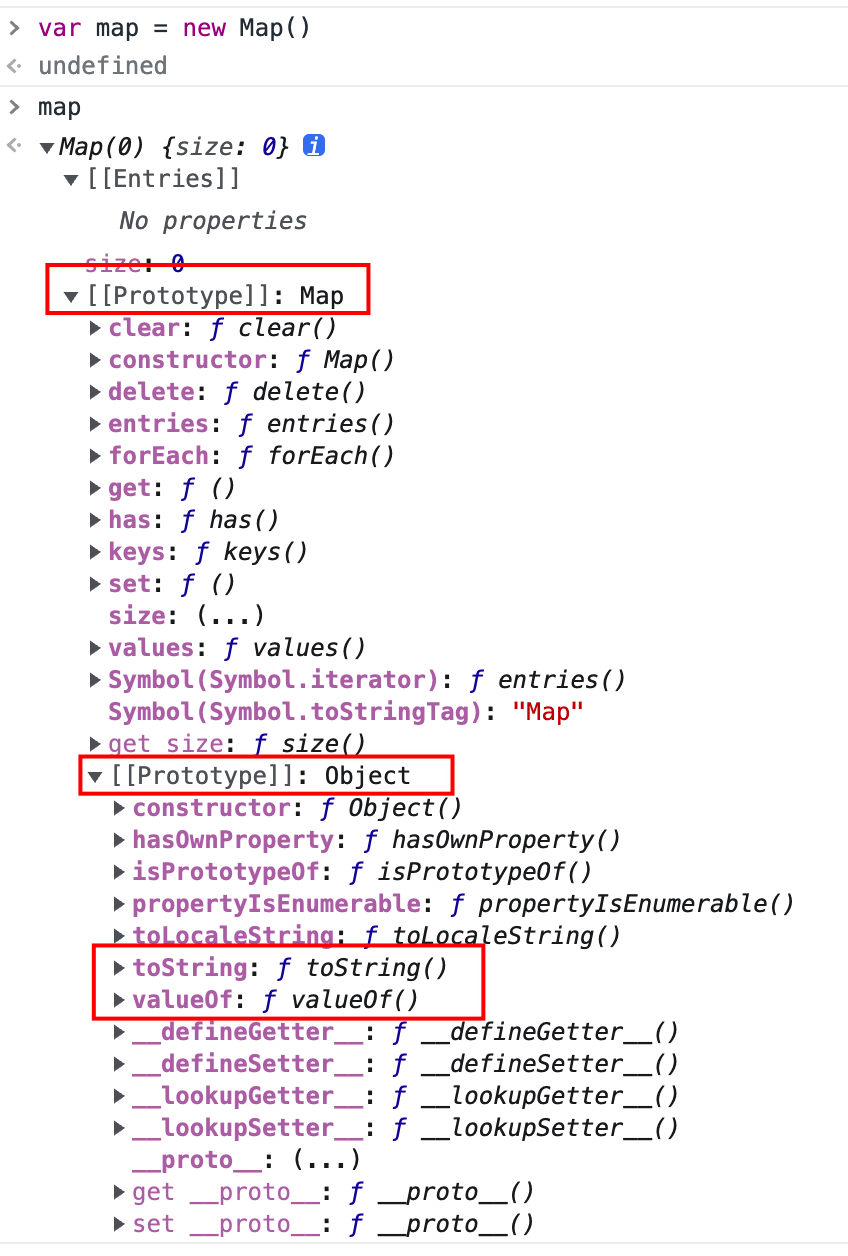 > var map = new Map()
undefined
> map
Map(0) {size: 0} i
[[Entries]]
No properties
size: 0
[[Prototype]]: Map
clear: ƒ clear()
constructor: ƒ Map()
delete: ƒ delete()
entries: ƒ entries()
forEach: ƒ forEach()
get: ƒ ()
has: ƒ has()
keys: ƒ keys()
set: ƒ ()
size: (...)
values: ƒ values()
Symbol(Symbol.iterator): ƒ entries()
Symbol(Symbol.toStringTag): "Map"
get size: ƒ size()
[[Prototype]]: Object
constructor: ƒ Object()
hasOwnProperty: ƒ hasOwnProperty()
isPrototypeOf: ƒ isPrototypeOf()
propertyIsEnumerable: ƒ propertyIsEnumerable()
toLocaleString: ƒ toLocaleString()
toString: ƒ toString()
valueOf: ƒ valueOf()
__defineGetter__: ƒ __defineGetter__()
__defineSetter__: ƒ __defineSetter__()
__lookupGetter__: ƒ __lookupGetter__()
__lookupSetter__: ƒ __lookupSetter__()
__proto__: (...)
get __proto__: ƒ __proto__()
set __proto__: ƒ __proto__()